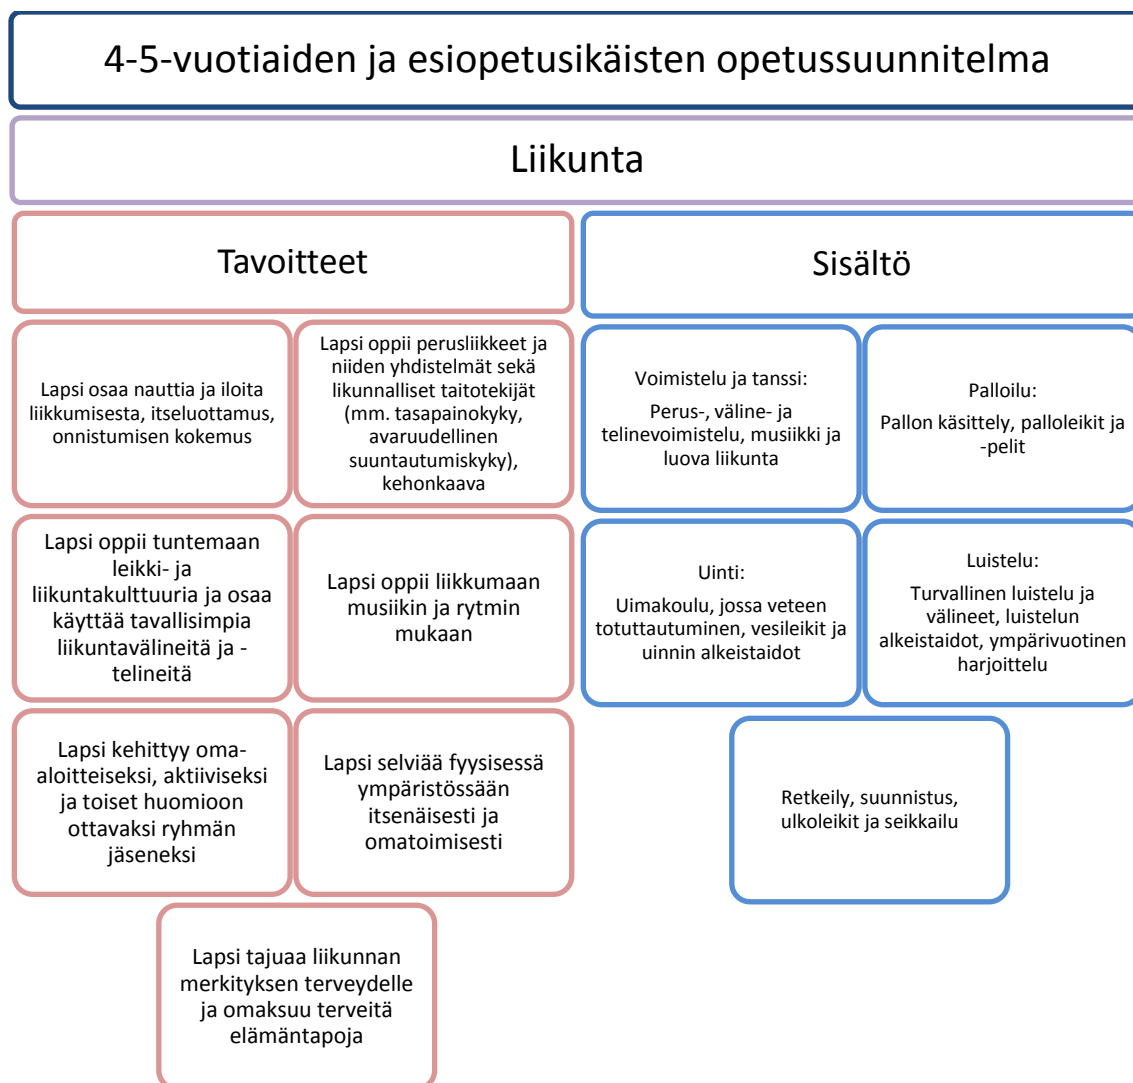 4-5-vuotiaiden ja esiopetusikäisten opetussuunnitelma
Liikunta
Tavoitteet
Lapsi osaa nauttia ja iloita
liikkumisesta, itseluottamus,
onnistumisen kokemus
Lapsi oppii perusliikkeet ja
niiden yhdistelmät sekä
likunnalliset taitotekijät
(mm. tasapainokyky,
avaruudellinen
suuntautumiskyky),
kehonkaava
Lapsi oppii tuntemaan
leikki- ja
liikuntakulttuuria ja osaa
käyttää tavallisimpia
liikuntavälineitä ja -
telineitä
Lapsi oppii liikkumaan
musiikin ja rytmin
mukaan
Lapsi kehittyy oma-
aloitteiseksi, aktiiviseksi
ja toiset huomioon
ottavaksi ryhmän
jäseneksi
Lapsi selviää fyysisessä
ympäristössään
itsenäisesti ja
omatoimisesti
Lapsi tajuaa liikunnan
merkityksen terveydelle
ja omaksuu terveitä
elämäntapoja
Sisältö
Voimistelu ja tanssi:
Perus-, väline- ja
telinevoimistelu, musiikki ja
luova liikunta
Palloilu:
Pallon käsittely, palloleikit ja
-pelit
Uinti:
Uimakoulu, jossa veteen
totuttautuminen, vesileikit ja
uinnin alkeistaidot
Luistelu:
Turvallinen luistelu ja
välineet, luistelun
alkeistaidot, ympärivuotinen
harjoittelu
Retkeily, suunnistus,
ulkoleikit ja seikkailu